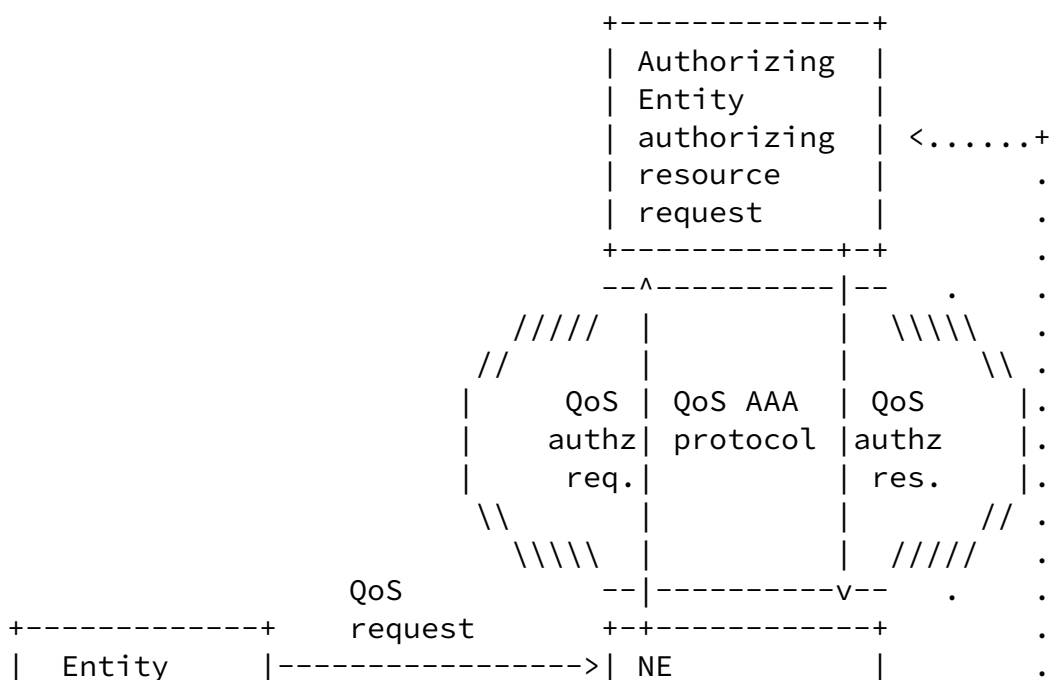 +--------------+
| Authorizing  |
| Entity       |
| authorizing  | <......+
| resource     |        .
| request      |        .
+------------+-+        .
--^----------|--   .    .
/////  |          |  \\\\\   .
//       |          |       \\ .
|     QoS | QoS AAA  | QoS     |.
|    authz| protocol |authz    |.
|     req.|          | res.    |.
\\       |          |       // .
\\\\\  |          |  /////   .
QoS            --|----------v--   .    .
+-------------+    request       +-+------------+        .
|  Entity     |----------------->| NE           |        .